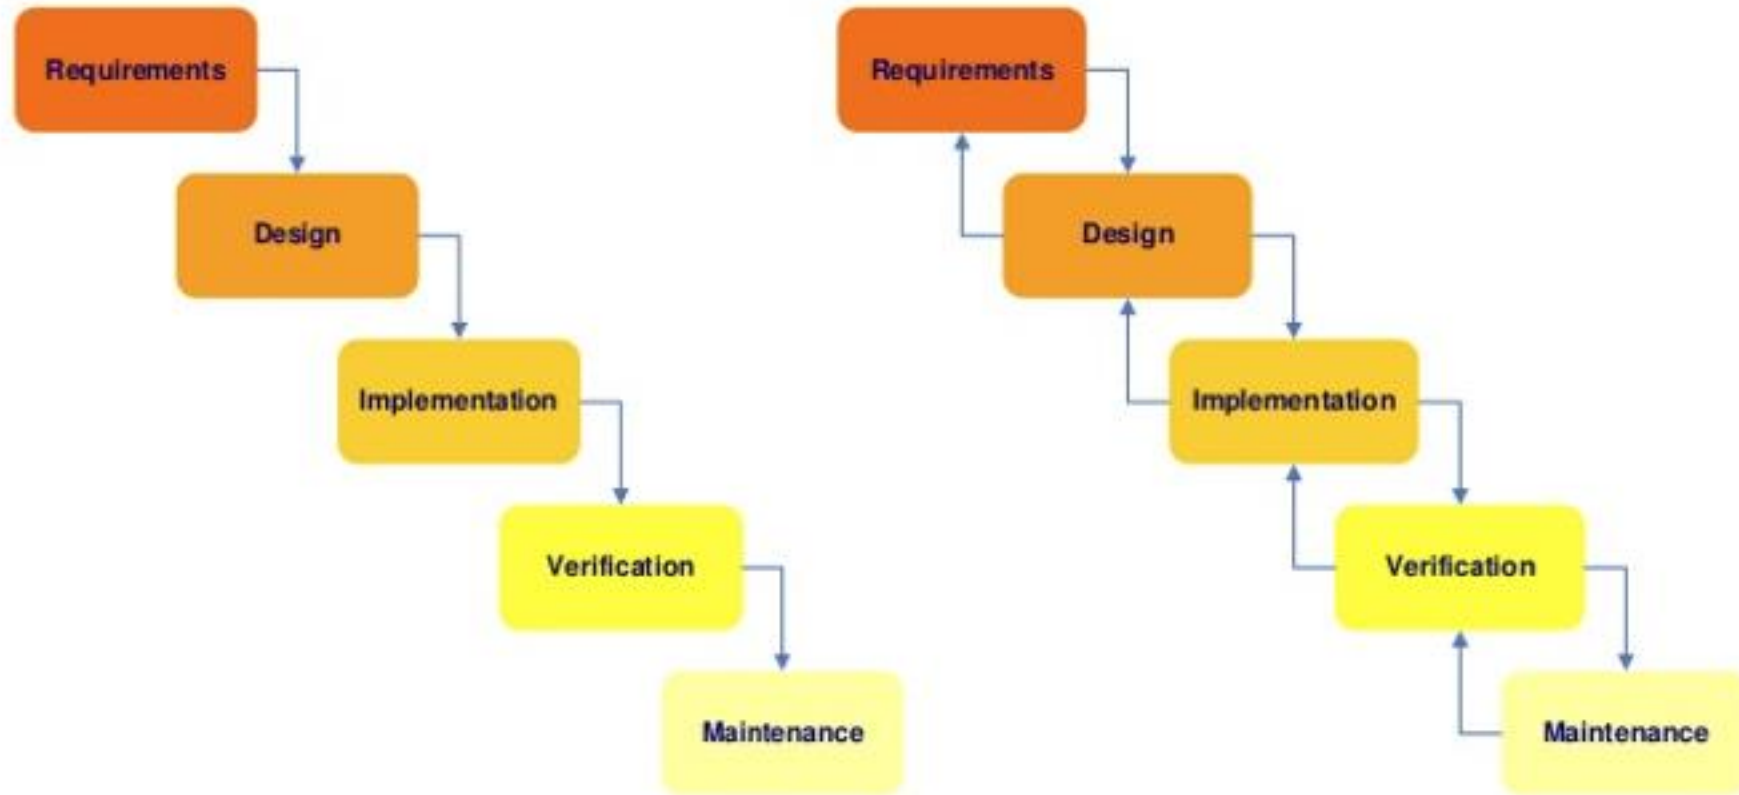 Requirements
Design
Implementation
Verification
Maintenance
Requirements
Design
Implementation
Verification
Maintenance